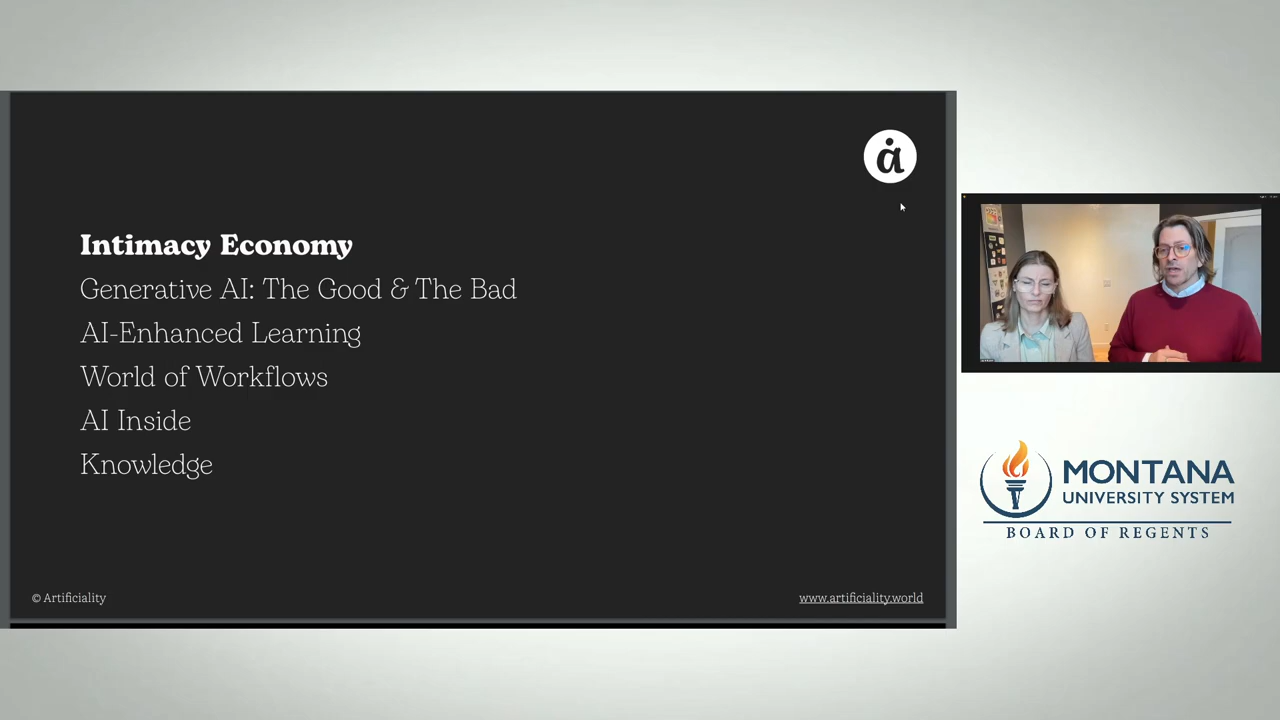 Intimacy Economy
Generative AI: The Good & The Bad
AI-Enhanced Learning
World of Workflows
AI Inside
Knowledge
© Artificiality
www.artificiality.world
MONTANA
UNIVERSITY SYSTEM
BOARD OF REGENTS